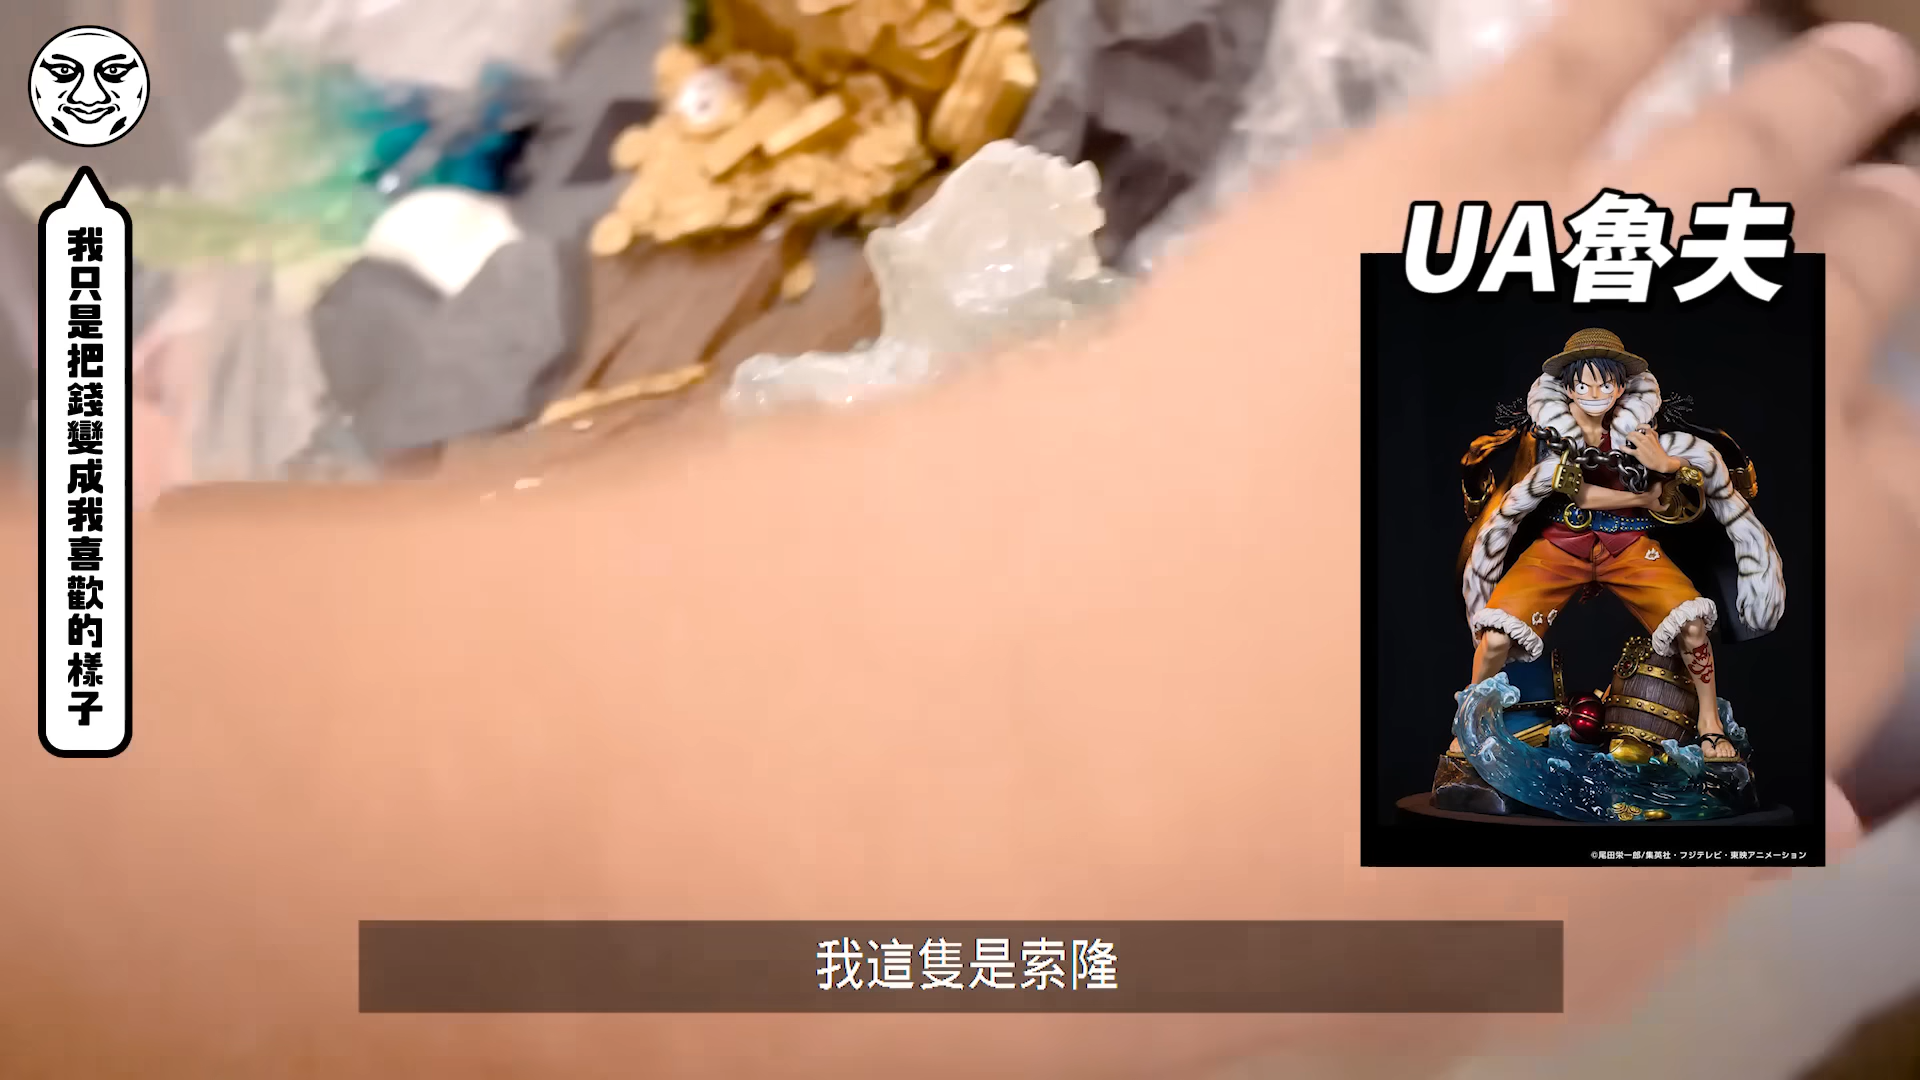 我只是把錢變成我喜歡的樣子
UA魯夫
©尾田栄一郎/集英社・フジテレビ・東映アニメーション
我這隻是索隆